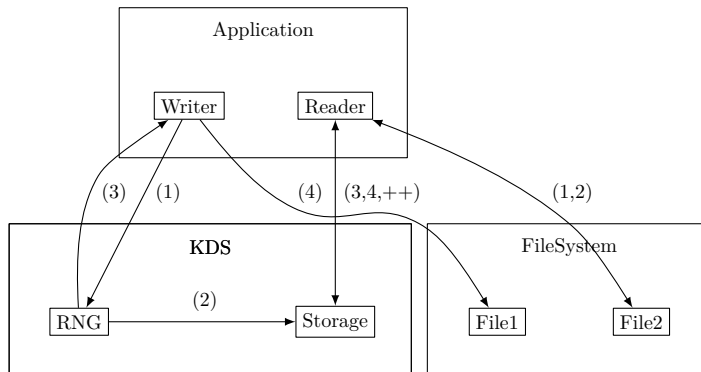 Application
Writer Reader
(3) (1) (4) (3,4,++) (1,2)
KDS FileSystem
(2)
RNG Storage File1 File2